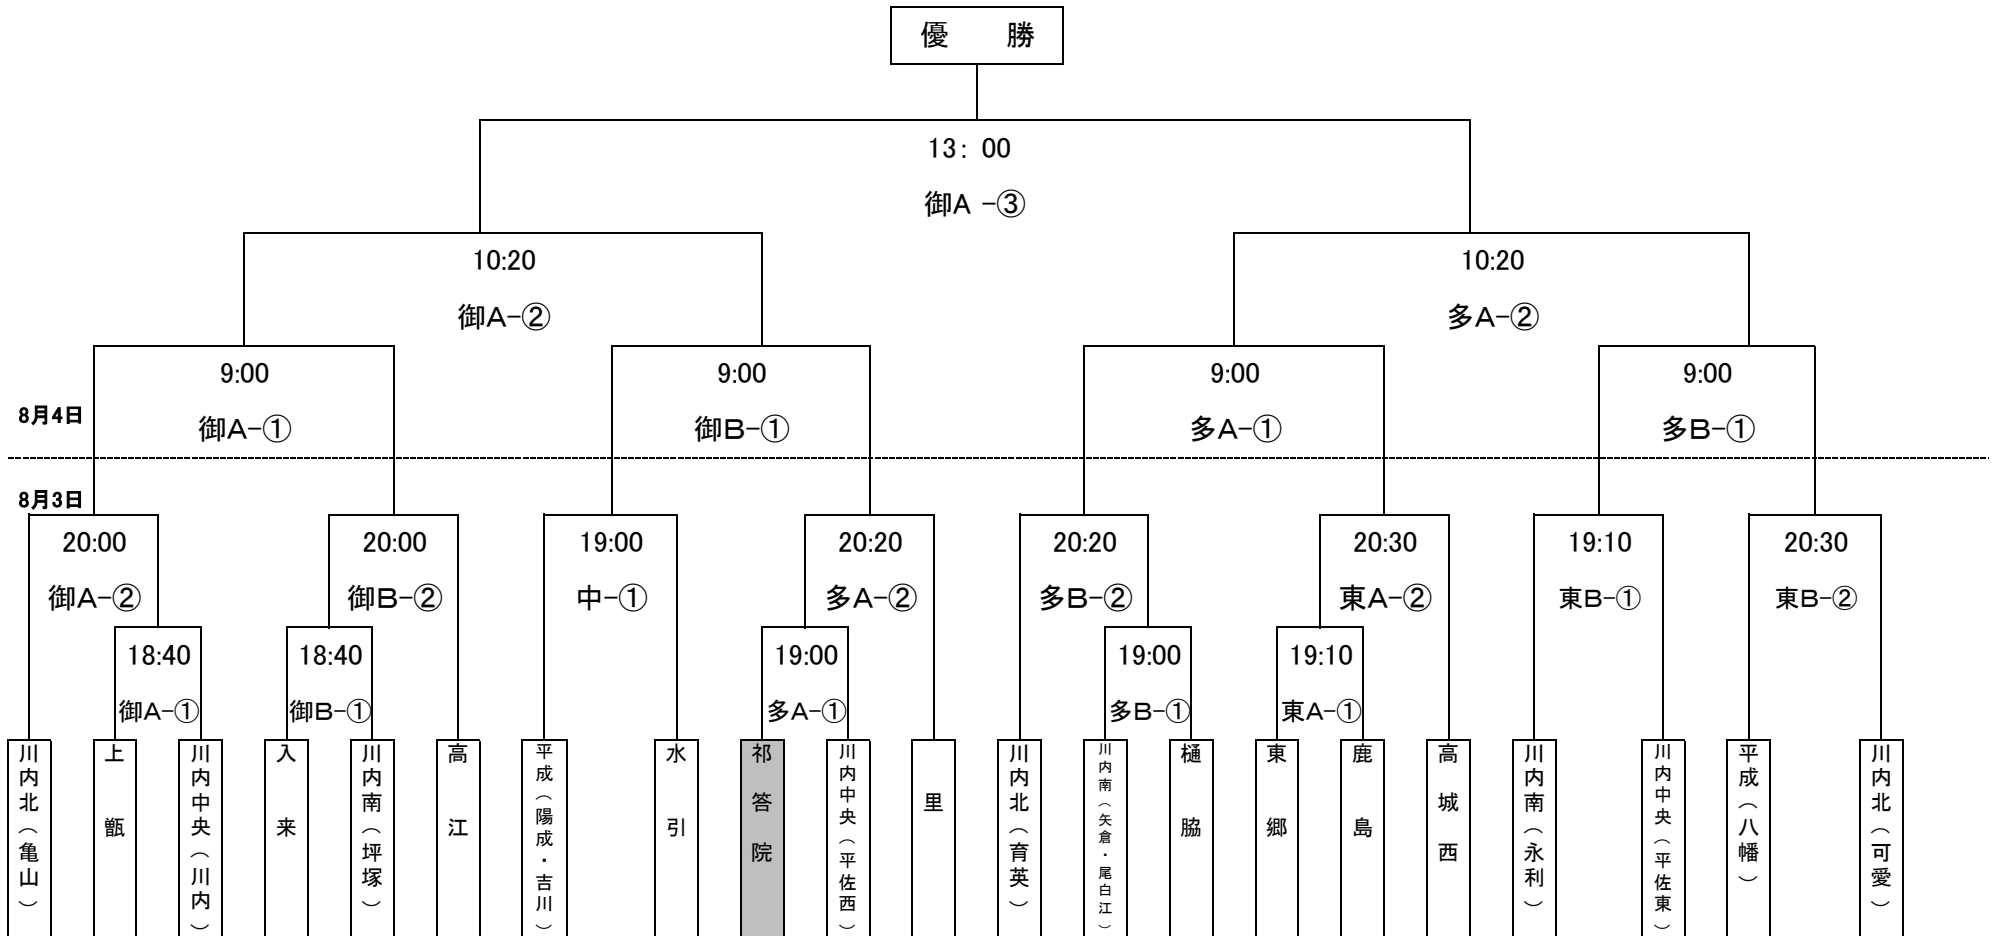 優　勝
13: 00
御A -③
10:20
10:20
御A-②
多A-②
9:00
9:00
9:00
9:00
8月4日
御A-①
御B-①
多A-①
多B-①
8月3日
20:00
20:00
19:00
20:20
20:20
20:30
19:10
20:30
御A-②
御B-②
中-①
多A-②
多B-②
東A-②
東B-①
東B-②
18:40
18:40
19:00
19:00
19:10
御A-①
御B-①
多A-①
多B-①
東A-①
川内北（亀山）
上甑
川内中央（川内）
入来
川内南（坪塚）
高江
平成（陽成・吉川）
水引
祁答院
川内中央（平佐西）
里
川内北（育英）
川内南（矢倉・尾白江）
樋脇
東郷
鹿島
高城西
川内南（永利）
川内中央（平佐東）
平成（八幡）
川内北（可愛）